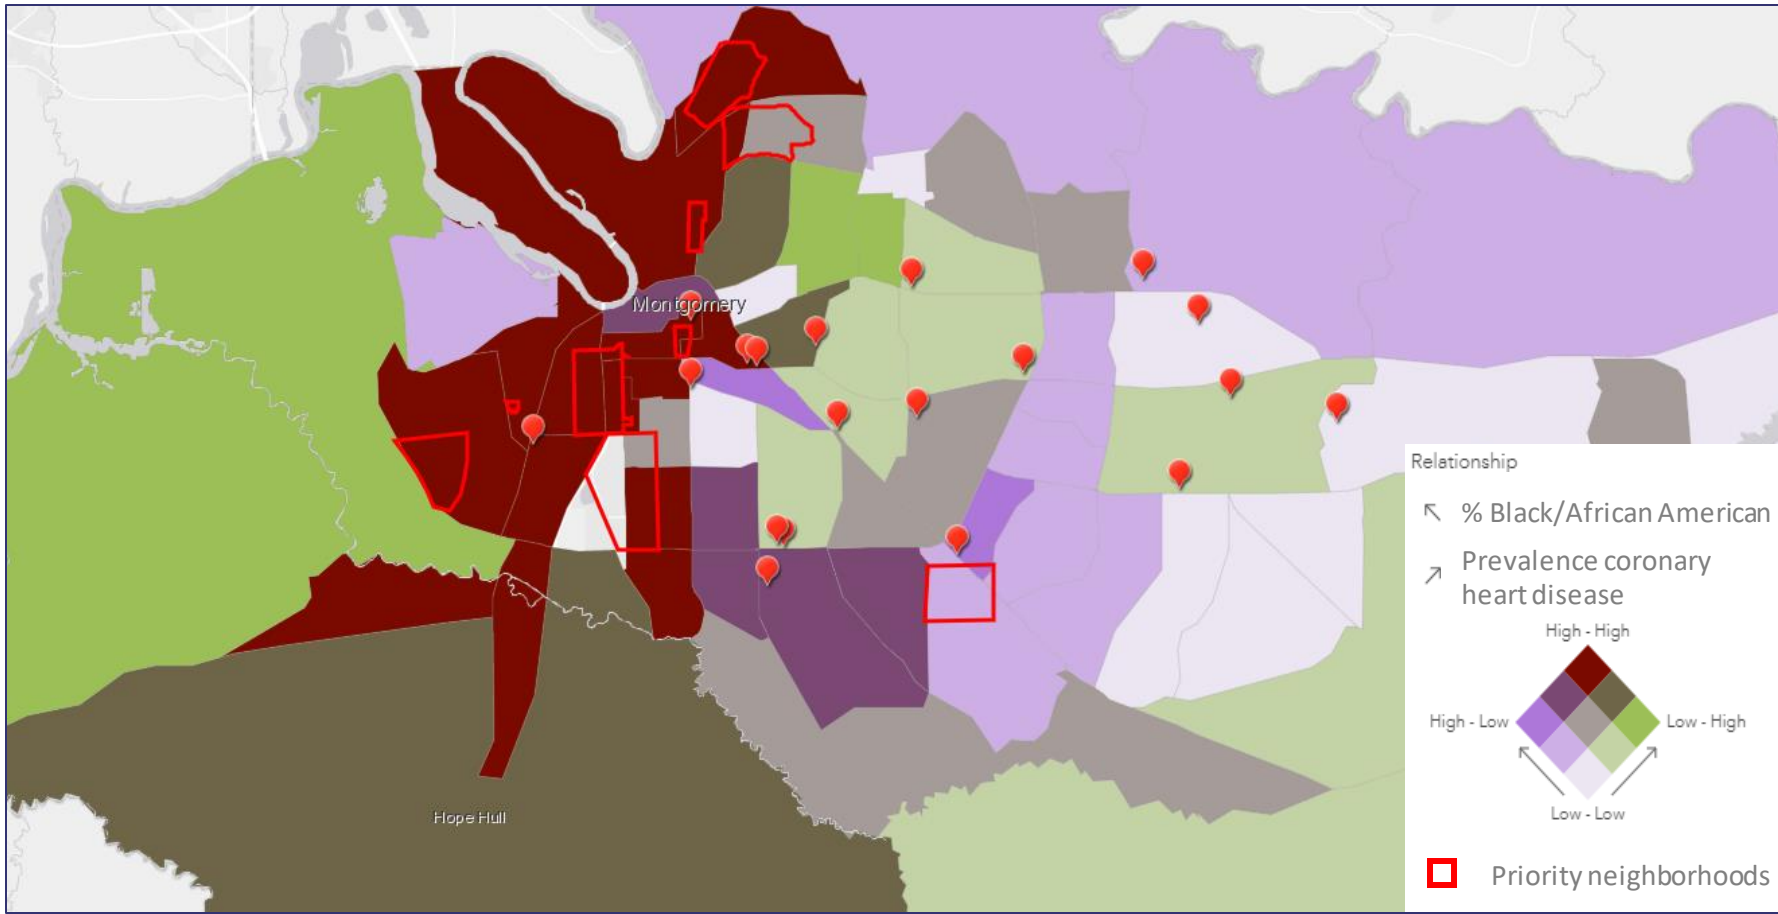 Montgomery
Hope Hull
Relationship
% Black/African American
Prevalence coronary
heart disease
High - High
High - Low
Low - High
Low - Low
Priority neighborhoods